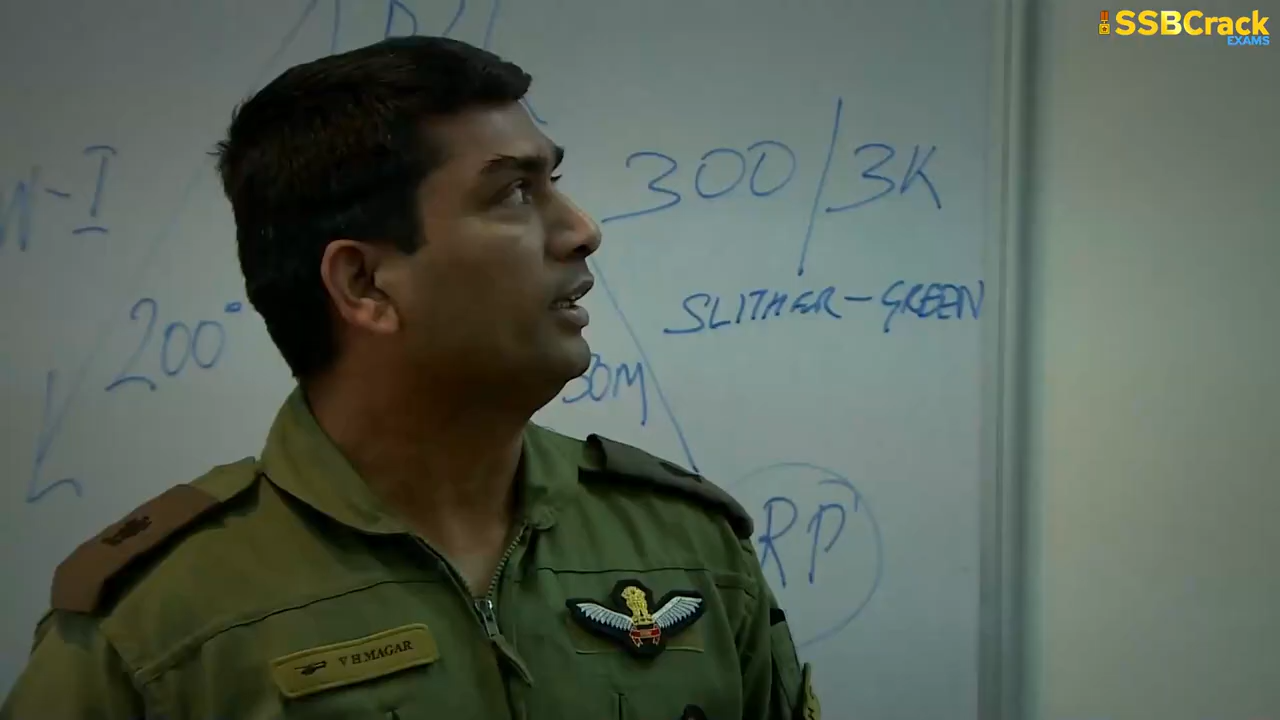 SSBCrack
EXAMS
300/3K
SLITHER-GREEN
200°
30M
RP
V H MAGAR